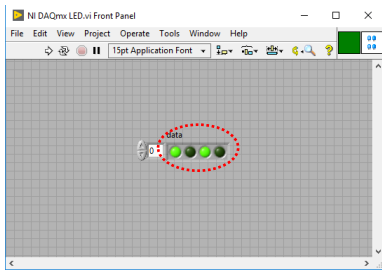 NI DAQmx LED.vi Front Panel
File Edit View Project Operate Tools Window Help
15pt Application Font
data
0